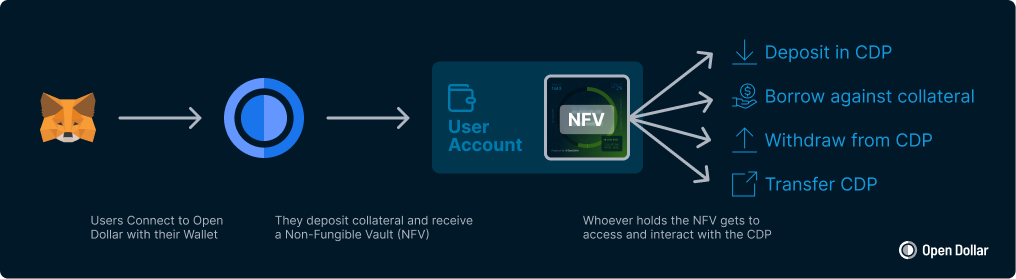 Deposit in CDP
Borrow against collateral
NFV
User
Account
Withdraw from CDP
Transfer CDP
Users Connect to Open
Dollar with their Wallet
They deposit collateral and receive
a Non-Fungible Vault (NFV)
Whoever holds the NFV gets to
access and interact with the CDP
Open Dollar